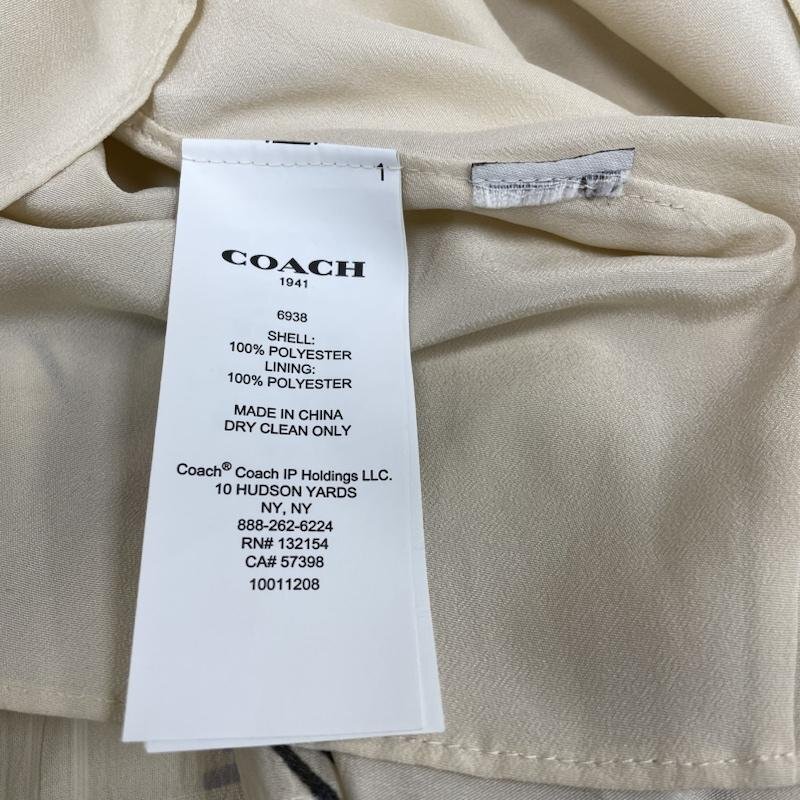 1
COACH
1941
6938
SHELL:
100% POLYESTER
LINING:
100% POLYESTER
MADE IN CHINA
DRY CLEAN ONLY
Coach® Coach IP Holdings LLC.
10 HUDSON YARDS
NY, NY
888-262-6224
RN# 132154
CA# 57398
10011208